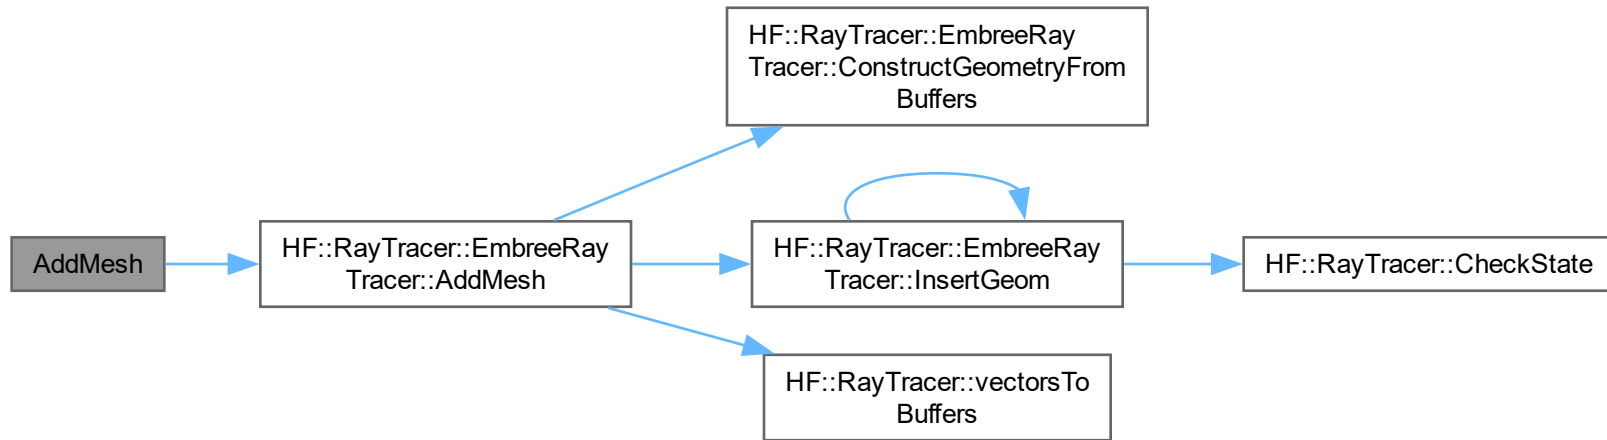 AddMesh
HF::RayTracer::EmbreeRay
Tracer::AddMesh
HF::RayTracer::EmbreeRay
Tracer::ConstructGeometryFrom
Buffers
HF::RayTracer::EmbreeRay
Tracer::InsertGeom
HF::RayTracer::CheckState
HF::RayTracer::vectorsTo
Buffers